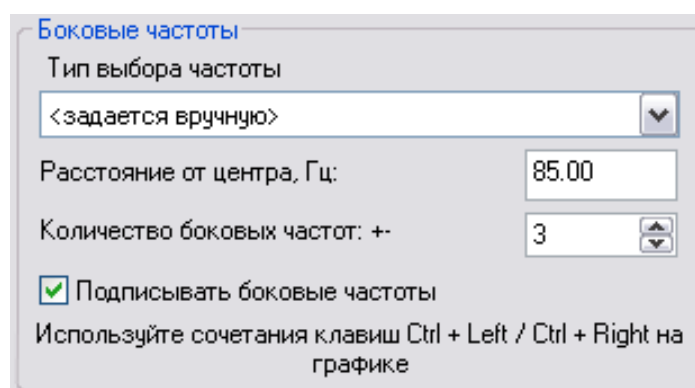 Боковые частоты
Тип выбора частоты
<задается вручную>
Расстояние от центра, Гц: 85.00
Количество боковых частот: +- 3
Подписывать боковые частоты
Используйте сочетания клавиш Ctrl + Left / Ctrl + Right на
графике